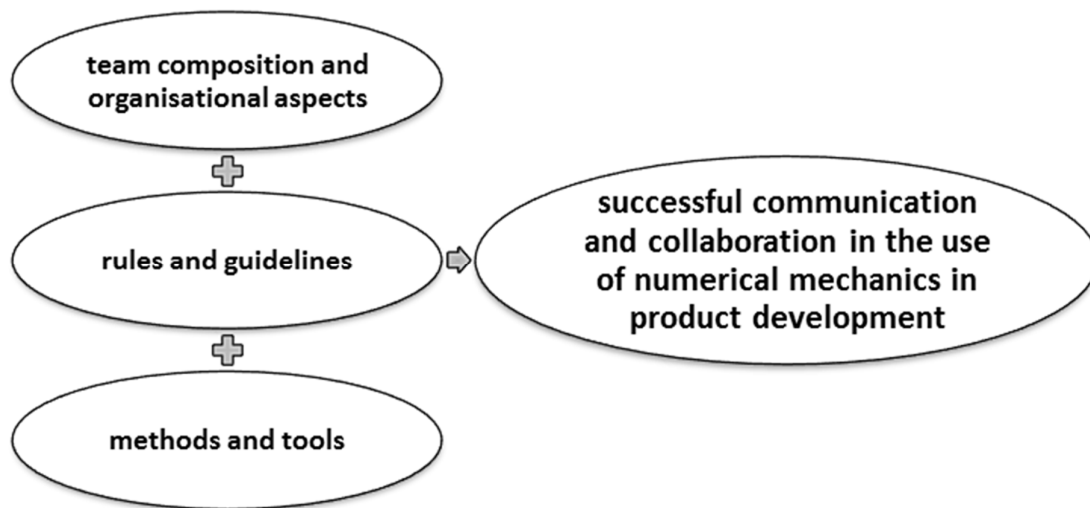 team composition and
organisational aspects
rules and guidelines
methods and tools
successful communication
and collaboration in the use
of numerical mechanics in
product development